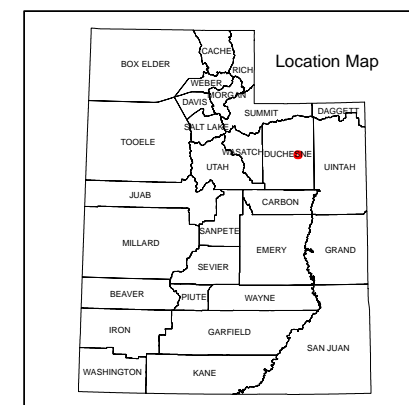 Location Map
CACHE
BOX ELDER
RICH
WEBER
MORGAN
DAVIS
SUMMIT
DAGGETT
SALT LAKE
TOOELE
WASATCH
DUCHESNE
UTAH
UINTAH
JUAB
CARBON
SANPETE
MILLARD
EMERY
GRAND
SEVIER
BEAVER
PIUTE
WAYNE
IRON
GARFIELD
SAN JUAN
WASHINGTON
KANE